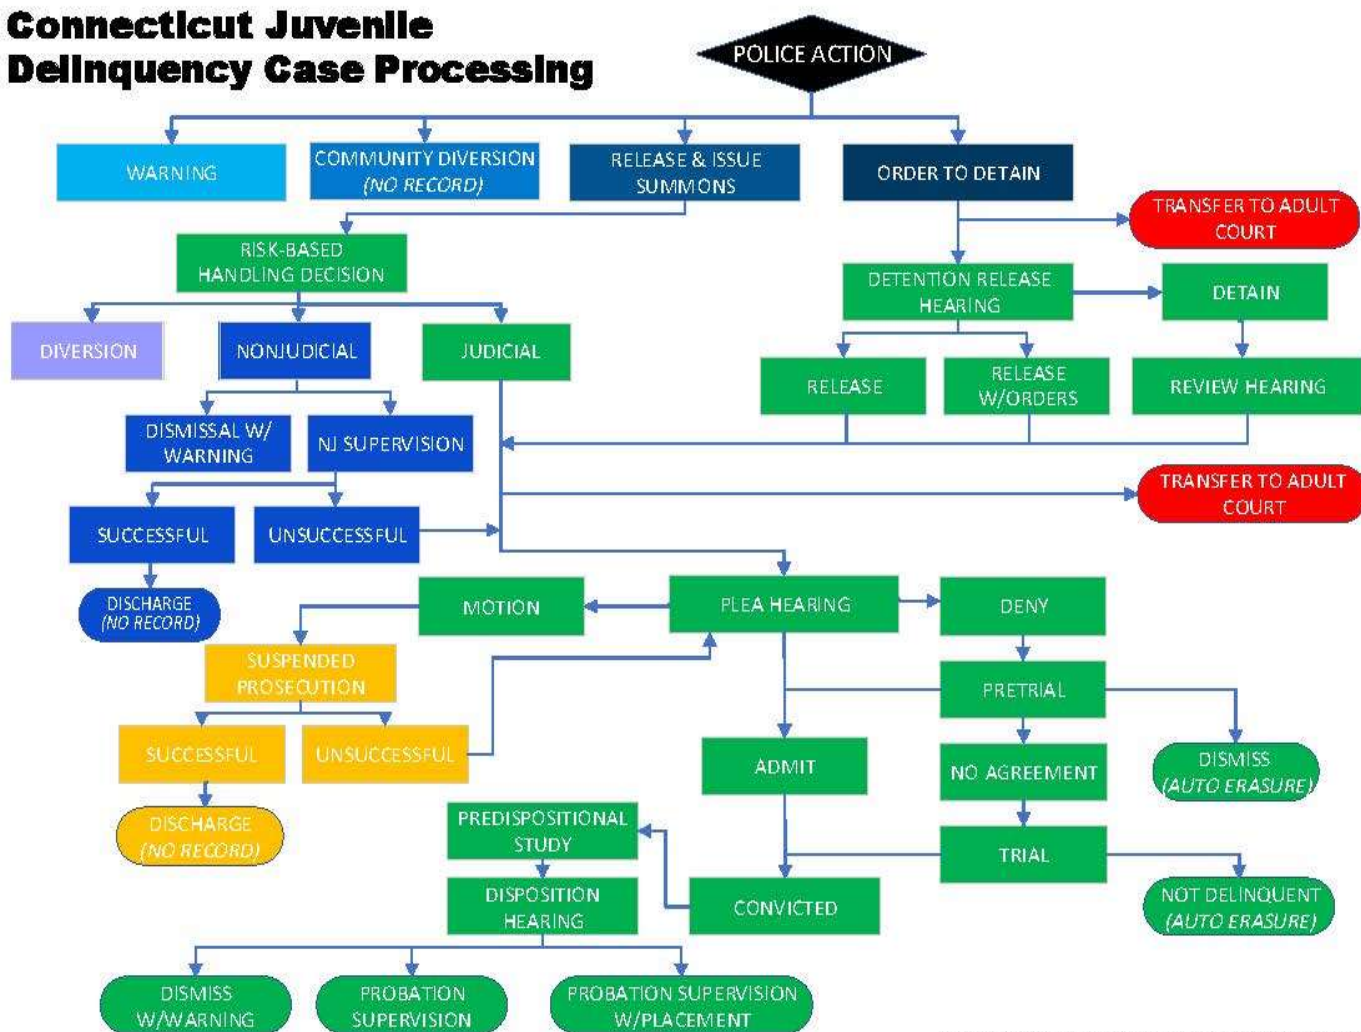 Connecticut Juvenile
Delinquency Case Processing
POLICE ACTION
WARNING
COMMUNITY DIVERSION
(NO RECORD)
RELEASE & ISSUE
SUMMONS
ORDER TO DETAIN
TRANSFER TO ADULT
COURT
RISK-BASED
HANDLING DECISION
DETENTION RELEASE
HEARING
DETAIN
DIVERSION
NONJUDICIAL
JUDICIAL
RELEASE
RELEASE
W/ORDERS
REVIEW HEARING
DISMISSAL W/
WARNING
NJ SUPERVISION
TRANSFER TO ADULT
COURT
SUCCESSFUL
UNSUCCESSFUL
DISCHARGE
(NO RECORD)
MOTION
PLEA HEARING
DENY
SUSPENDED
PROSECUTION
PRETRIAL
SUCCESSFUL
UNSUCCESSFUL
ADMIT
NO AGREEMENT
DISMISS
(AUTO ERASURE)
DISCHARGE
(NO RECORD)
PREDISPOSITIONAL
STUDY
TRIAL
DISPOSITION
HEARING
CONVICTED
NOT DELINQUENT
(AUTO ERASURE)
DISMISS
W/WARNING
PROBATION
SUPERVISION
PROBATION SUPERVISION
W/PLACEMENT